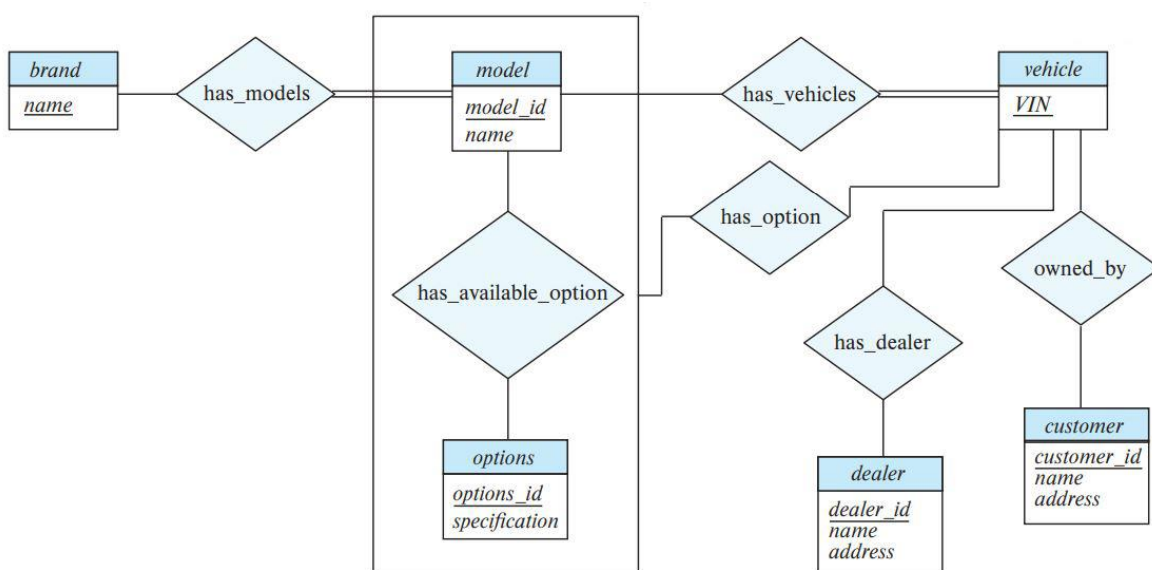 brand
name
has_models
model
model_id
name
has_vehicles
vehicle
VIN
has_option
has_available_option
owned_by
has_dealer
options
options_id
specification
dealer
dealer_id
name
address
customer
customer_id
name
address